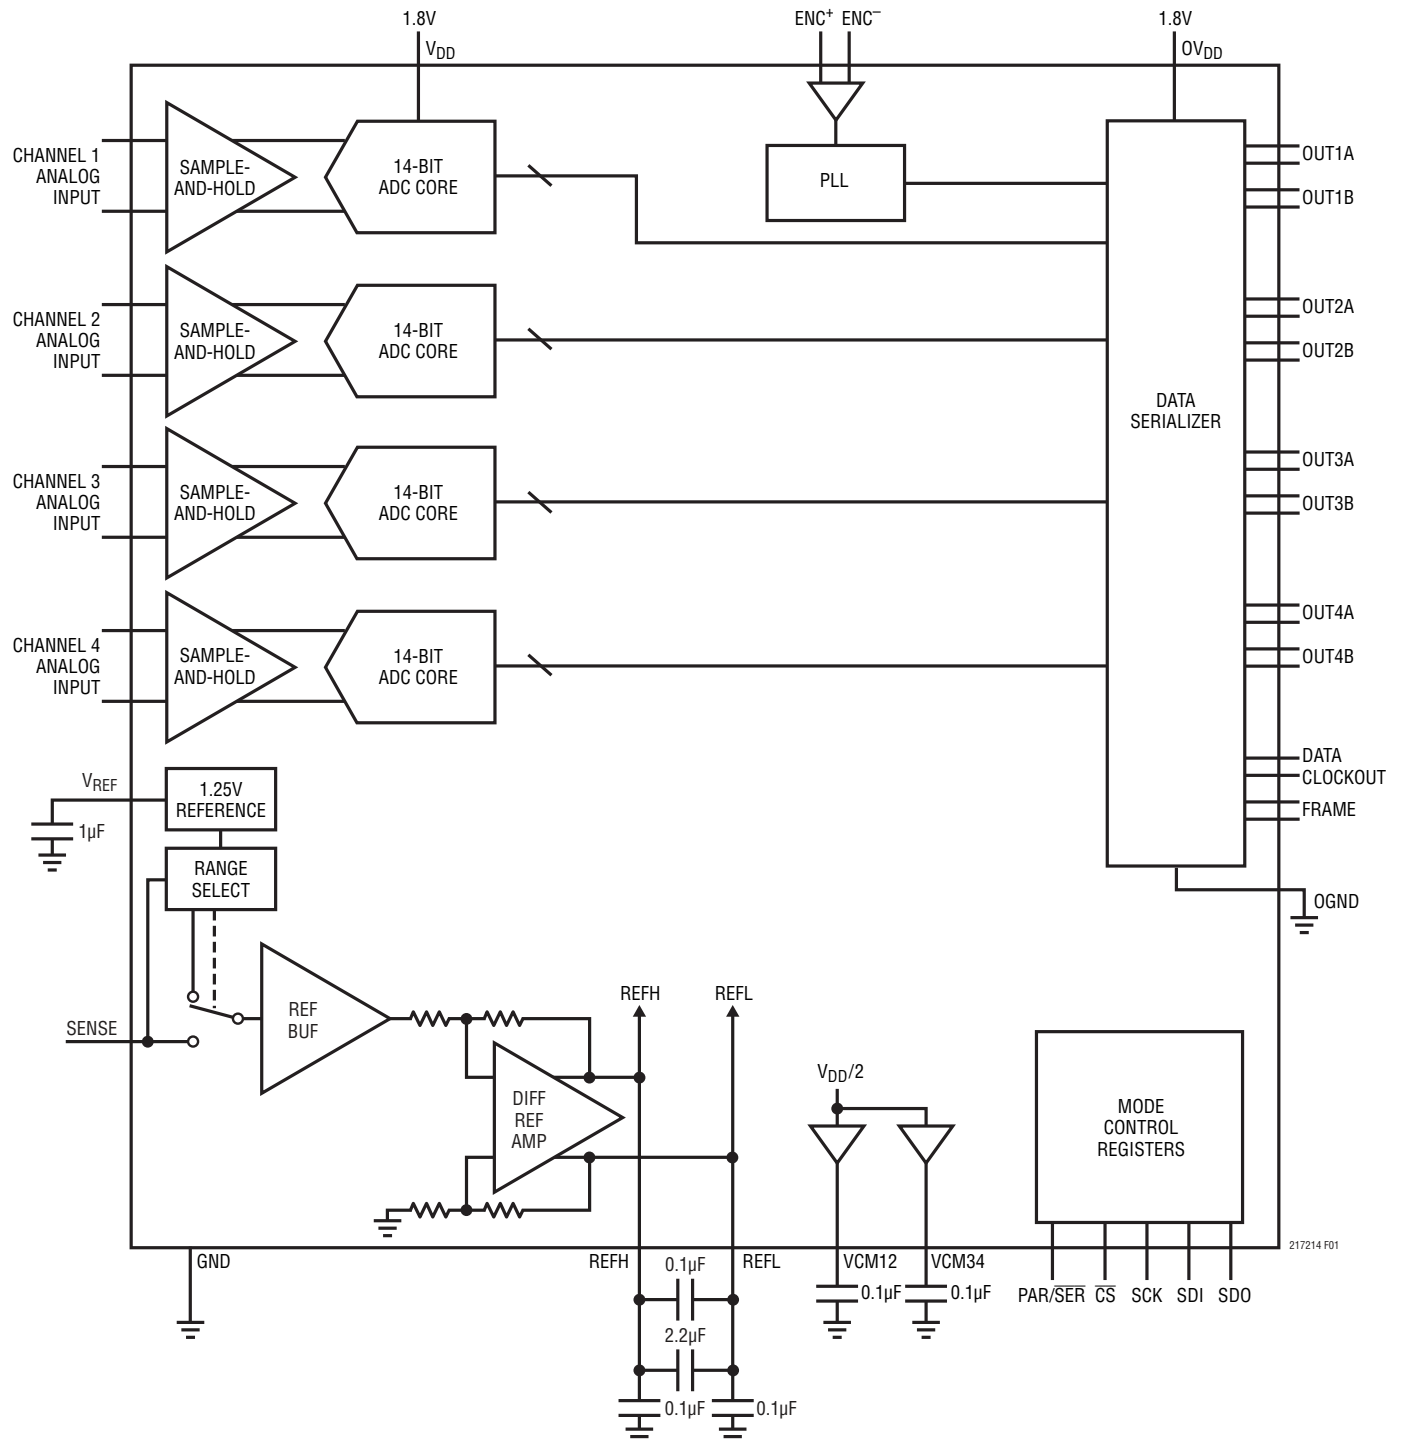 1.8V
ENC+ ENC−
1.8V
VDD
OVDD
CHANNEL 1
ANALOG
INPUT
SAMPLE-
AND-HOLD
14-BIT
ADC CORE
PLL
OUT1A
OUT1B
CHANNEL 2
ANALOG
INPUT
SAMPLE-
AND-HOLD
14-BIT
ADC CORE
OUT2A
OUT2B
DATA
SERIALIZER
CHANNEL 3
ANALOG
INPUT
SAMPLE-
AND-HOLD
14-BIT
ADC CORE
OUT3A
OUT3B
CHANNEL 4
ANALOG
INPUT
SAMPLE-
AND-HOLD
14-BIT
ADC CORE
OUT4A
OUT4B
DATA
CLOCKOUT
FRAME
VREF
1µF
1.25V
REFERENCE
RANGE
SELECT
OGND
SENSE
REF
BUF
REFH
REFL
DIFF
REF
AMP
VDD/2
MODE
CONTROL
REGISTERS
217214 F01
GND
REFH
0.1µF
REFL
VCM12
VCM34
0.1µF
0.1µF
PAR/S̅E̅R̅
C̅S̅
SCK
SDI
SDO
2.2µF
0.1µF
0.1µF